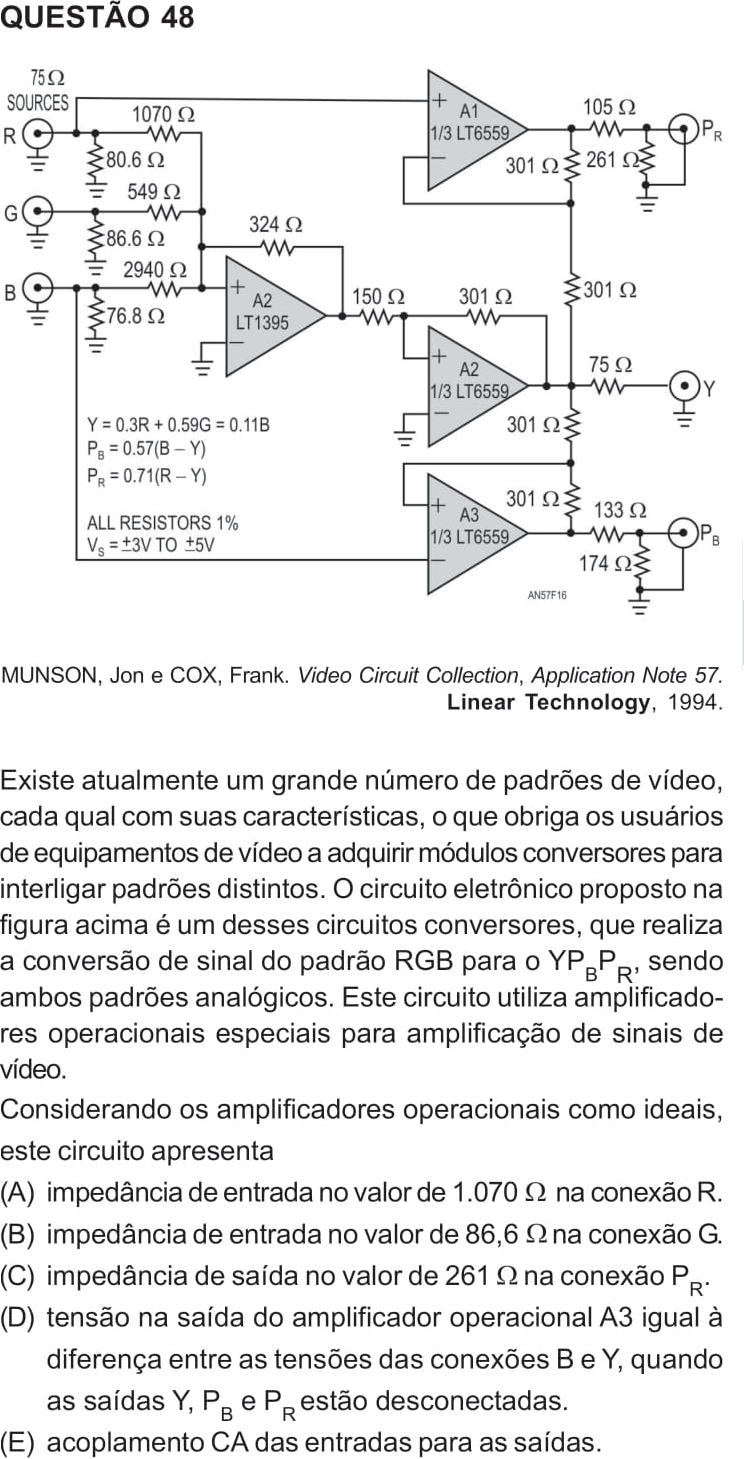 QUESTÃO 48
75Ω
SOURCES
R
1070 Ω
80.6 Ω
G
549 Ω
86.6 Ω
B
2940 Ω
76.8 Ω
324 Ω
+
A2
LT1395
−
150 Ω
301 Ω
+
A1
1/3 LT6559
−
105 Ω
301 Ω
261 Ω
P_R
301 Ω
+
A2
1/3 LT6559
−
75 Ω
Y
301 Ω
301 Ω
+
A3
1/3 LT6559
−
133 Ω
174 Ω
P_B
Y = 0.3R + 0.59G = 0.11B
P_B = 0.57(B – Y)
P_R = 0.71(R – Y)
ALL RESISTORS 1%
V_S = ±3V TO ±5V
AN57F16
MUNSON, Jon e COX, Frank. Video Circuit Collection, Application Note 57.
Linear Technology, 1994.
Existe atualmente um grande número de padrões de vídeo,
cada qual com suas características, o que obriga os usuários
de equipamentos de vídeo a adquirir módulos conversores para
interligar padrões distintos. O circuito eletrônico proposto na
figura acima é um desses circuitos conversores, que realiza
a conversão de sinal do padrão RGB para o YP_BP_R, sendo
ambos padrões analógicos. Este circuito utiliza amplificado-
res operacionais especiais para amplificação de sinais de
vídeo.
Considerando os amplificadores operacionais como ideais,
este circuito apresenta
(A) impedância de entrada no valor de 1.070 Ω na conexão R.
(B) impedância de entrada no valor de 86,6 Ω na conexão G.
(C) impedância de saída no valor de 261 Ω na conexão P_R.
(D) tensão na saída do amplificador operacional A3 igual à
diferença entre as tensões das conexões B e Y, quando
as saídas Y, P_B e P_R estão desconectadas.
(E) acoplamento CA das entradas para as saídas.